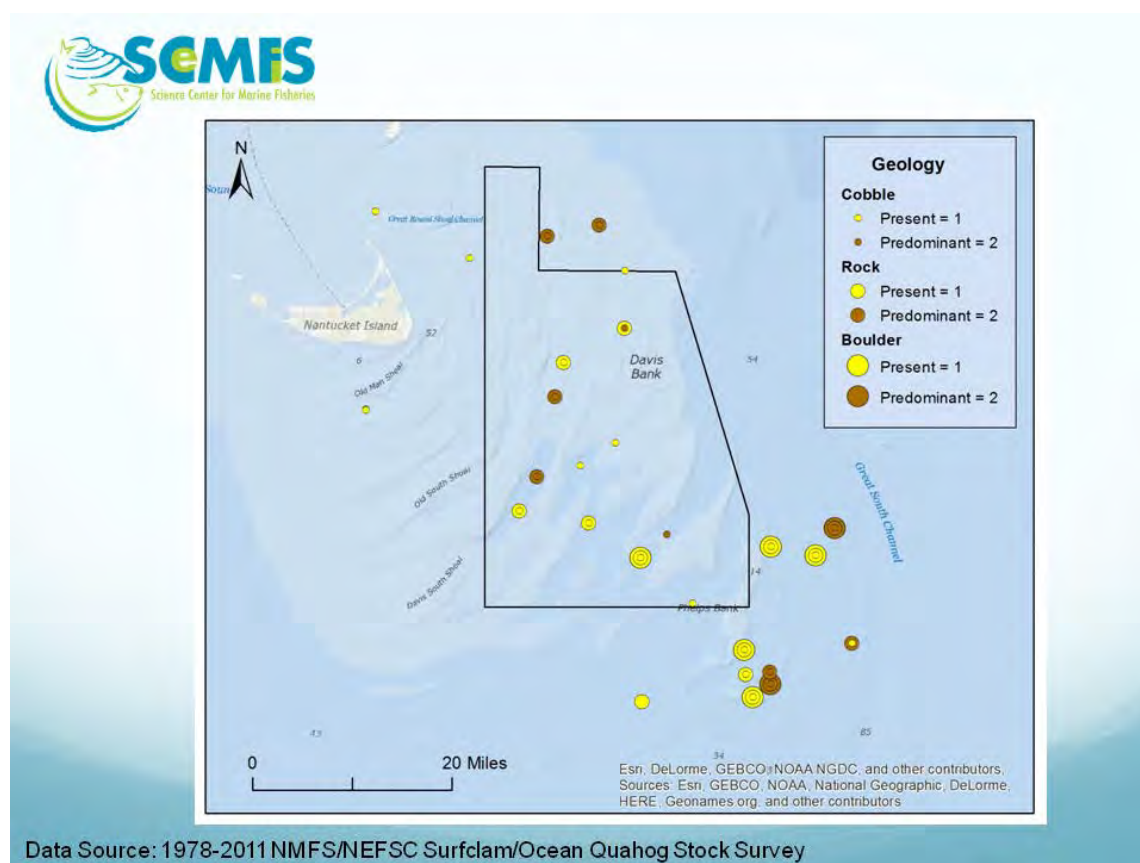 SCeMFiS
Science Center for Marine Fisheries
N
Geology
Cobble
Present = 1
Predominant = 2
Rock
Present = 1
Predominant = 2
Boulder
Present = 1
Predominant = 2
Soun
Great Round Shoal Channel
Nantucket Island
52
6
Old Man Shoal
Davis
Bank
54
Old South Shoal
Great South Channel
Davis South Shoal
14
Phelps Bank
43
85
34
0
20 Miles
Esri, DeLorme, GEBCO, NOAA NGDC, and other contributors,
Sources: Esri, GEBCO, NOAA, National Geographic, DeLorme,
HERE, Geonames.org, and other contributors
Data Source: 1978-2011 NMFS/NEFSC Surfclam/Ocean Quahog Stock Survey